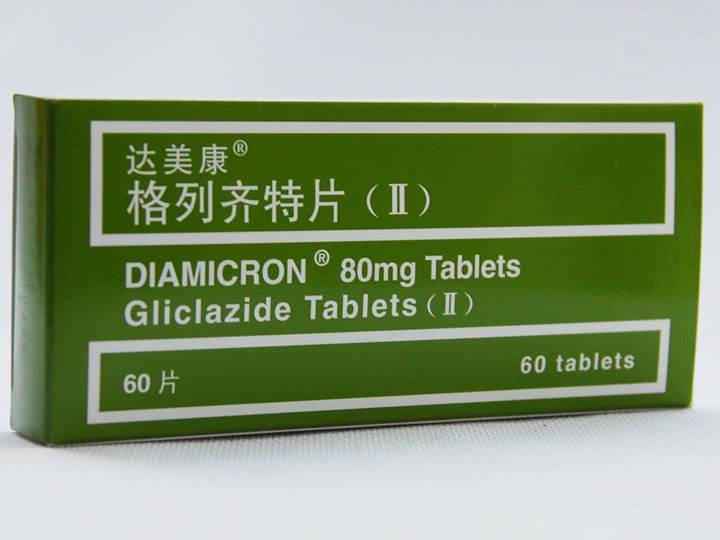 达美康®
格列齐特片(Ⅱ)
DIAMICRON® 80mg Tablets
Gliclazide Tablets(Ⅱ)
60片
60 tablets